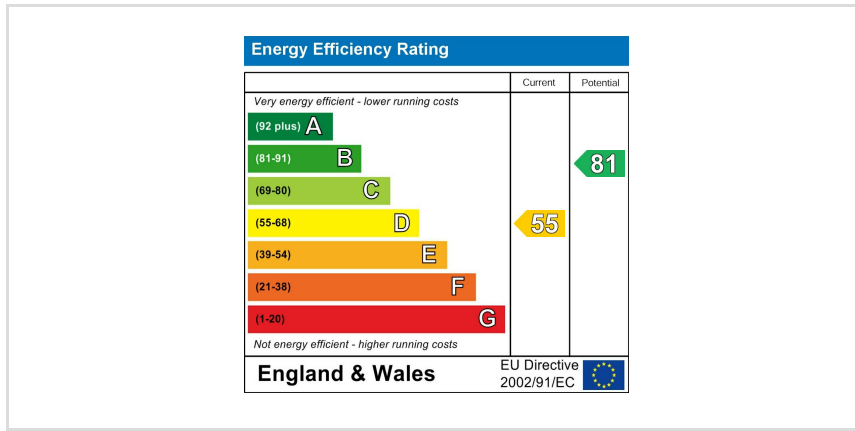 Energy Efficiency Rating
Current Potential
Very energy efficient - lower running costs
(92 plus) A
(81-91) B
81
(69-80) C
(55-68) D
55
(39-54) E
(21-38) F
(1-20) G
Not energy efficient - higher running costs
England & Wales
EU Directive
2002/91/EC